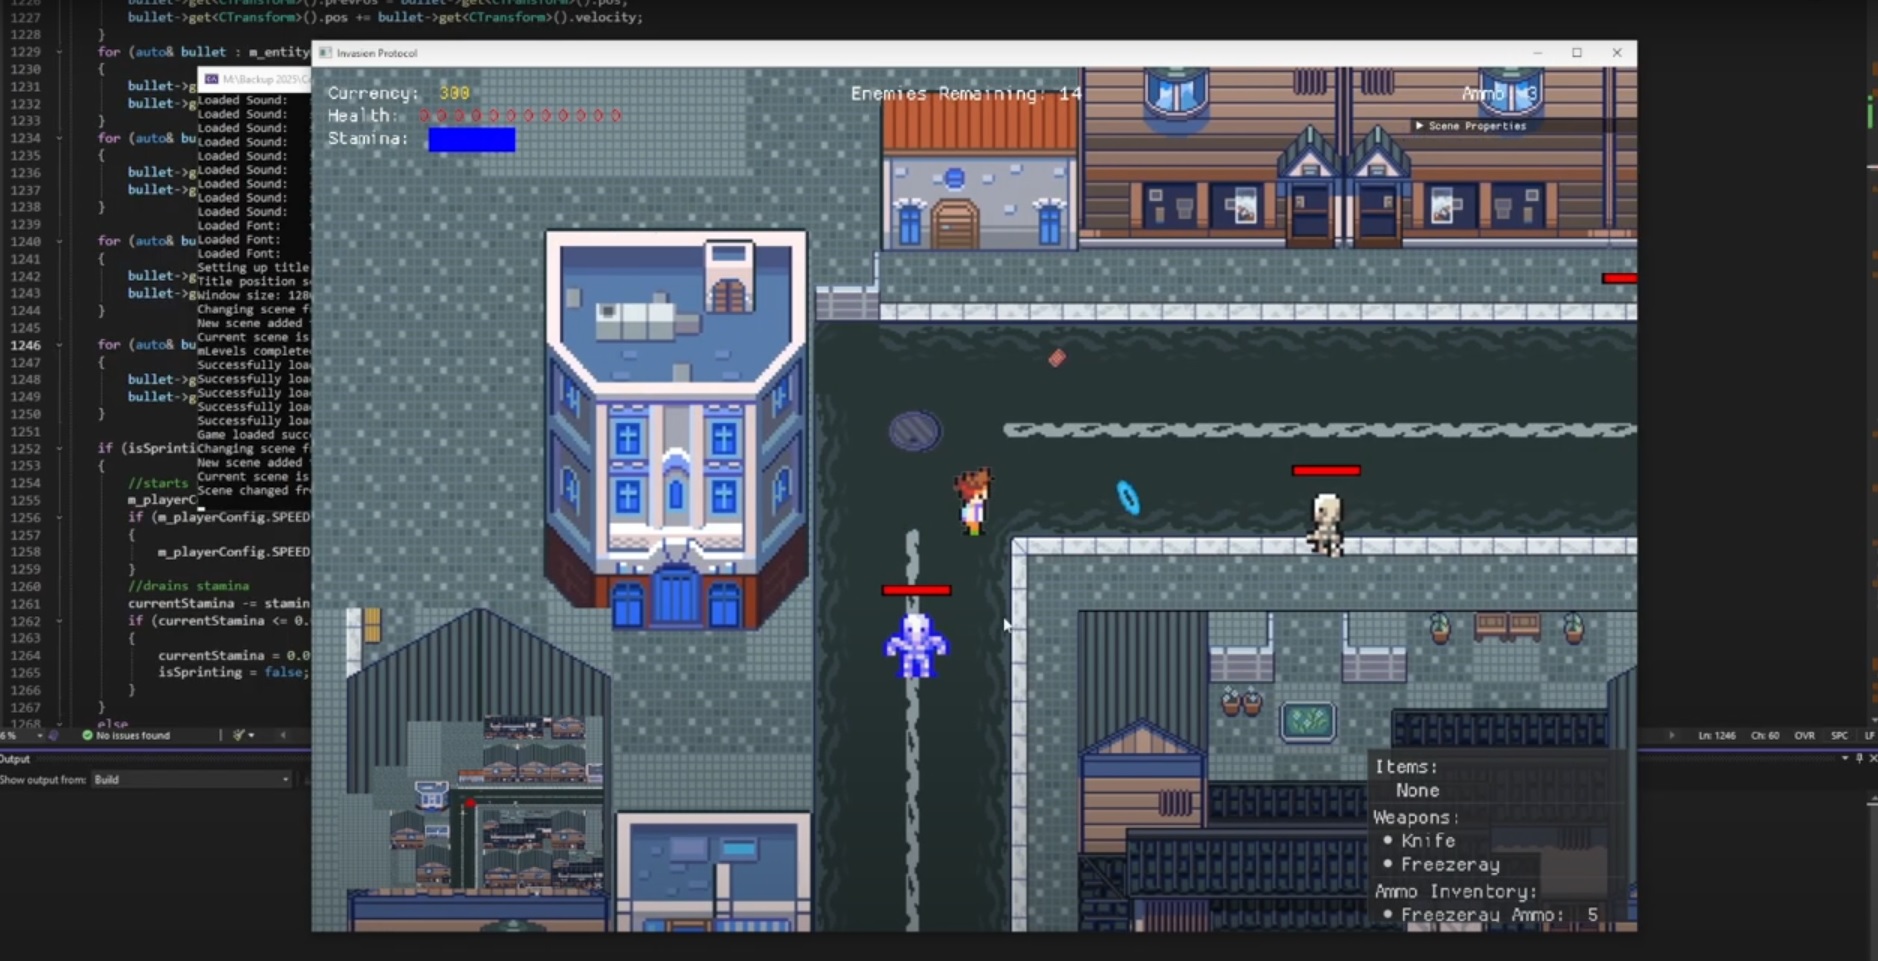 1226
1227 bullet->get<CTransform>().pos += bullet->get<CTransform>().velocity;
1228 }
1229 for (auto& bullet : m_entity
1230 {
1231 bullet->g
1232 bullet->g
1233 }
1234 for (auto& bu
1235 {
1236 bullet->g
1237 bullet->g
1238 }
1239
1240 for (auto& bu
1241 {
1242 bullet->g
1243 bullet->g
1244 }
1245
1246 for (auto& bu
1247 {
1248 bullet->g
1249 bullet->g
1250 }
1251
1252 if (isSprinti
1253 {
1254 //starts
1255 m_playerC
1256 if (m_playerConfig.SPEED
1257 {
1258 m_playerConfig.SPEED
1259 }
1260 //drains stamina
1261 currentStamina -= stamin
1262 if (currentStamina <= 0.
1263 {
1264 currentStamina = 0.0
1265 isSprinting = false;
1266 }
1267 }
1268 else
M:\Backup 2025\C
Loaded Sound:
Loaded Sound:
Loaded Sound:
Loaded Sound:
Loaded Sound:
Loaded Sound:
Loaded Sound:
Loaded Sound:
Loaded Sound:
Loaded Font:
Loaded Font:
Loaded Font:
Setting up title
Title position s
Window size: 128
Changing scene f
New scene added
Current scene is
mLevels complete
Successfully loa
Successfully loa
Successfully loa
Successfully loa
Successfully loa
Game loaded succ
Changing scene f
New scene added
Current scene is
Scene changed fr
Invasion Protocol
Currency: 300
Health:
Stamina:
Enemies Remaining: 14
Ammo: 3
Scene Properties
Items:
None
Weapons:
• Knife
• Freezeray
Ammo Inventory:
• Freezeray Ammo: 5
6 % No issues found
Ln: 1246 Ch: 60 OVR SPC LF
Output
Show output from: Build